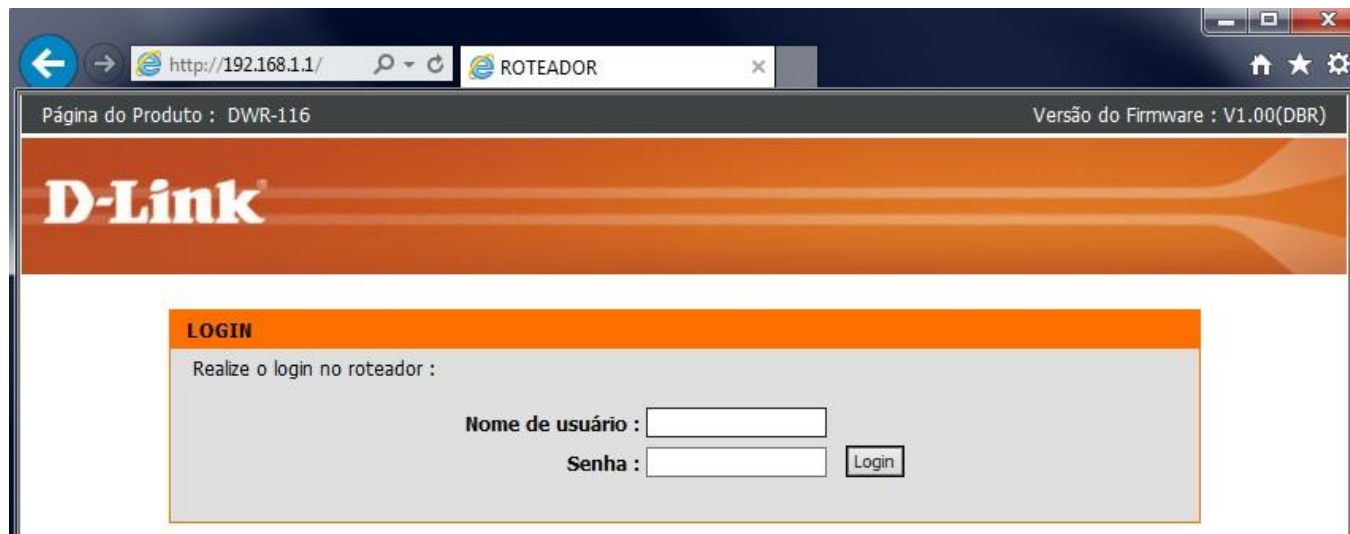 http://192.168.1.1/
ROTEADOR
Página do Produto : DWR-116
Versão do Firmware : V1.00(DBR)
D-Link
LOGIN
Realize o login no roteador :
Nome de usuário :
Senha :
Login